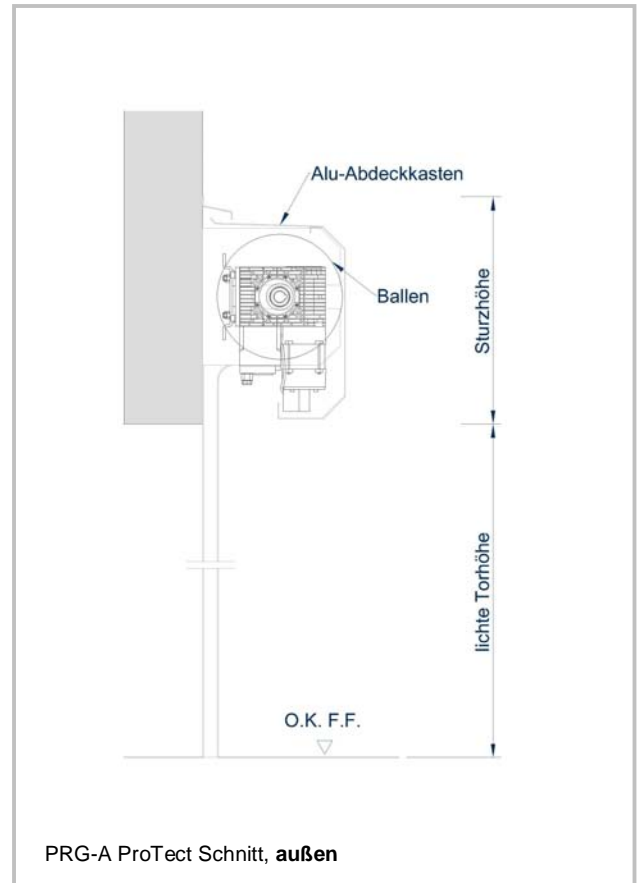 Alu-Abdeckkasten
Ballen
Sturzhöhe
lichte Torhöhe
O.K. F.F.
PRG-A ProTect Schnitt, außen